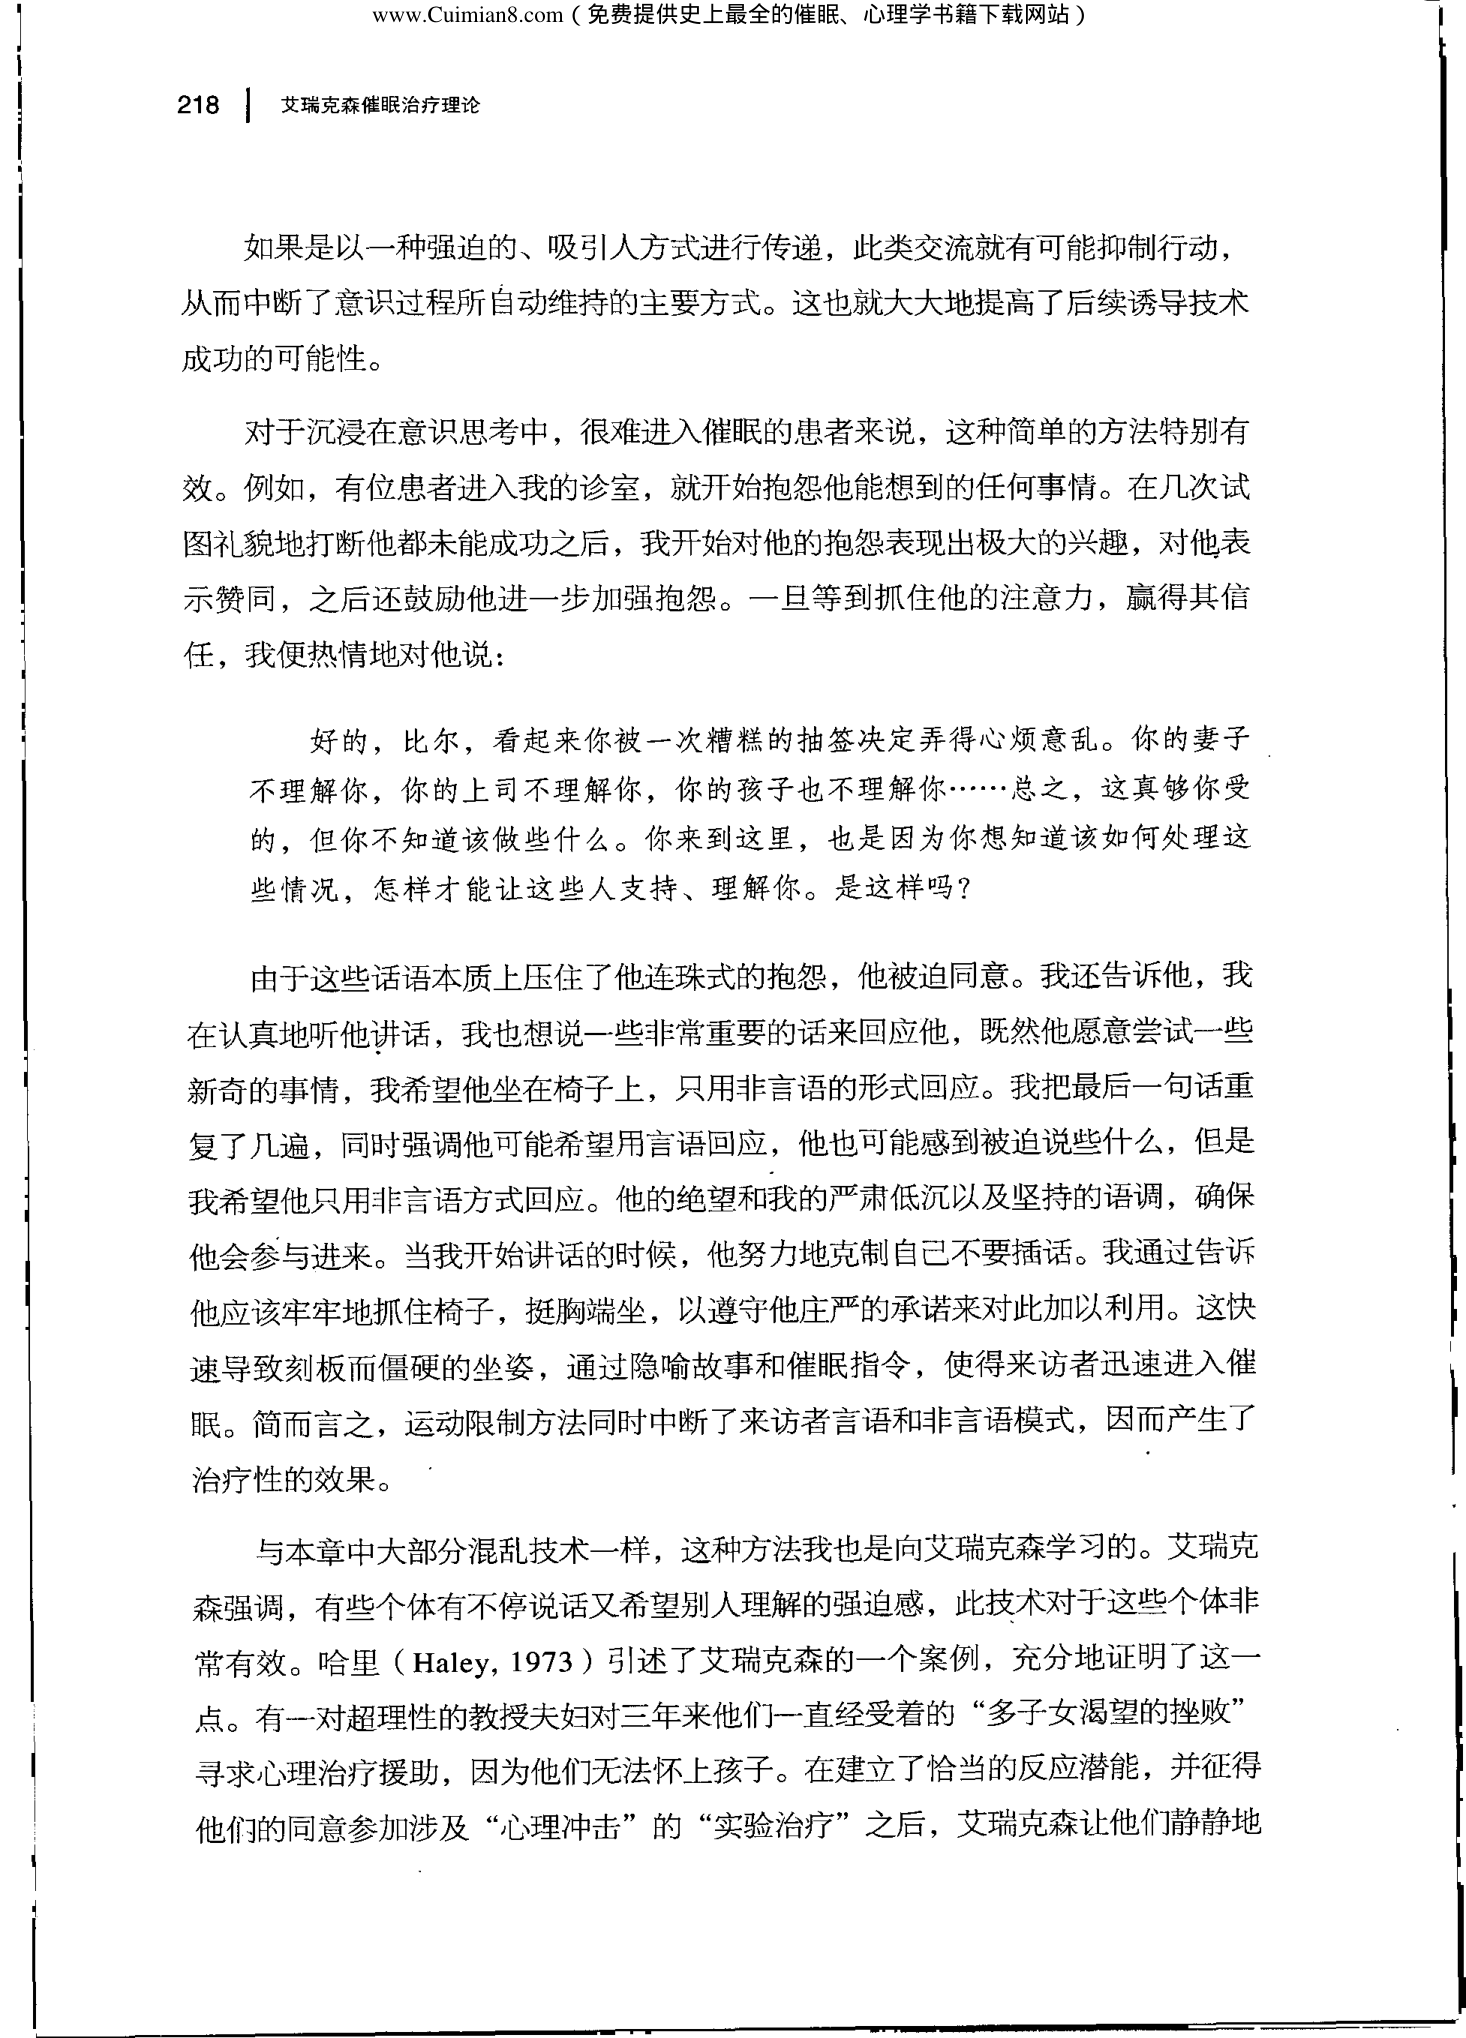 www.Cuimian8.com（免费提供史上最全的催眠、心理学书籍下载网站）
218 艾瑞克森催眠治疗理论
如果是以一种强迫的、吸引人方式进行传递，此类交流就有可能抑制行动，
从而中断了意识过程所自动维持的主要方式。这也就大大地提高了后续诱导技术
成功的可能性。
对于沉浸在意识思考中，很难进入催眠的患者来说，这种简单的方法特别有
效。例如，有位患者进入我的诊室，就开始抱怨他能想到的任何事情。在几次试
图礼貌地打断他都未能成功之后，我开始对他的抱怨表现出极大的兴趣，对他表
示赞同，之后还鼓励他进一步加强抱怨。一旦等到抓住他的注意力，赢得其信
任，我便热情地对他说：
好的，比尔，看起来你被一次糟糕的抽签决定弄得心烦意乱。你的妻子
不理解你，你的上司不理解你，你的孩子也不理解你……总之，这真够你受
的，但你不知道该做些什么。你来到这里，也是因为你想知道该如何处理这
些情况，怎样才能让这些人支持、理解你。是这样吗？
由于这些话语本质上压住了他连珠式的抱怨，他被迫同意。我还告诉他，我
在认真地听他讲话，我也想说一些非常重要的话来回应他，既然他愿意尝试一些
新奇的事情，我希望他坐在椅子上，只用非言语的形式回应。我把最后一句话重
复了几遍，同时强调他可能希望用言语回应，他也可能感到被迫说些什么，但是
我希望他只用非言语方式回应。他的绝望和我的严肃低沉以及坚持的语调，确保
他会参与进来。当我开始讲话的时候，他努力地克制自己不要插话。我通过告诉
他应该牢牢地抓住椅子，挺胸端坐，以遵守他庄严的承诺来对此加以利用。这快
速导致刻板而僵硬的坐姿，通过隐喻故事和催眠指令，使得来访者迅速进入催
眠。简而言之，运动限制方法同时中断了来访者言语和非言语模式，因而产生了
治疗性的效果。
与本章中大部分混乱技术一样，这种方法我也是向艾瑞克森学习的。艾瑞克
森强调，有些个体有不停说话又希望别人理解的强迫感，此技术对于这些个体非
常有效。哈里（Haley, 1973）引述了艾瑞克森的一个案例，充分地证明了这一
点。有一对超理性的教授夫妇对三年来他们一直经受着的“多子女渴望的挫败”
寻求心理治疗援助，因为他们无法怀上孩子。在建立了恰当的反应潜能，并征得
他们的同意参加涉及“心理冲击”的“实验治疗”之后，艾瑞克森让他们静静地